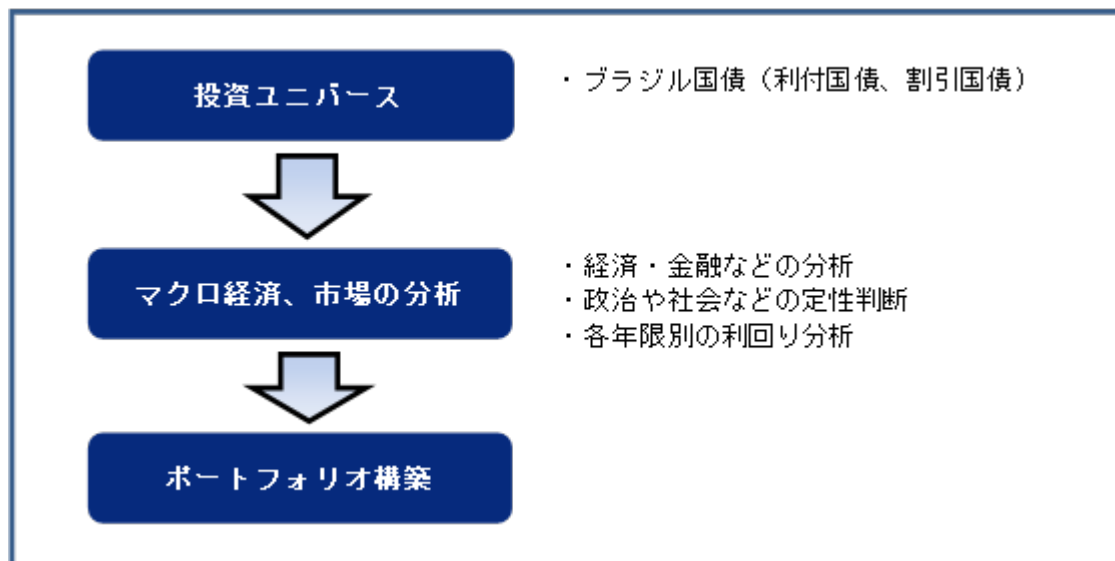 投資ユニバース
・ブラジル国債（利付国債、割引国債）
マクロ経済、市場の分析
・経済・金融などの分析
・政治や社会などの定性判断
・各年限別の利回り分析
ポートフォリオ構築